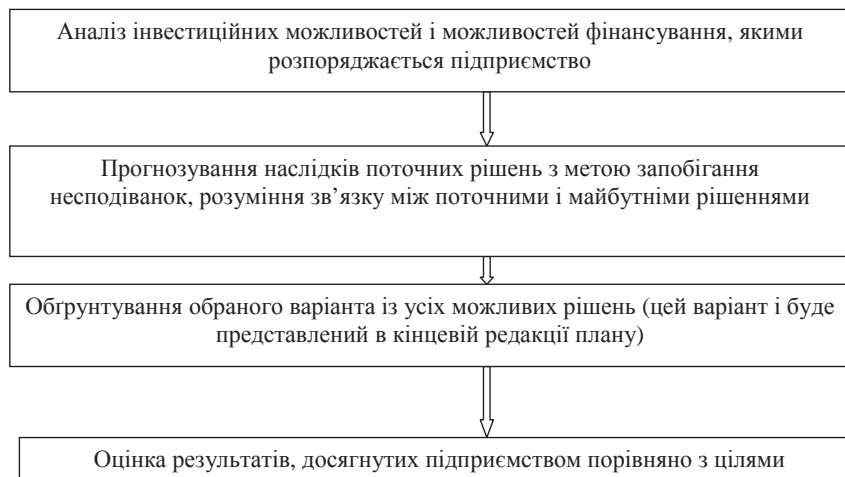 Аналіз інвестиційних можливостей і можливостей фінансування, якими
розпоряджається підприємство
Прогнозування наслідків поточних рішень з метою запобігання
несподіванок, розуміння зв’язку між поточними і майбутніми рішеннями
Обґрунтування обраного варіанта із усіх можливих рішень (цей варіант і буде
представлений в кінцевій редакції плану)
Оцінка результатів, досягнутих підприємством порівняно з цілями